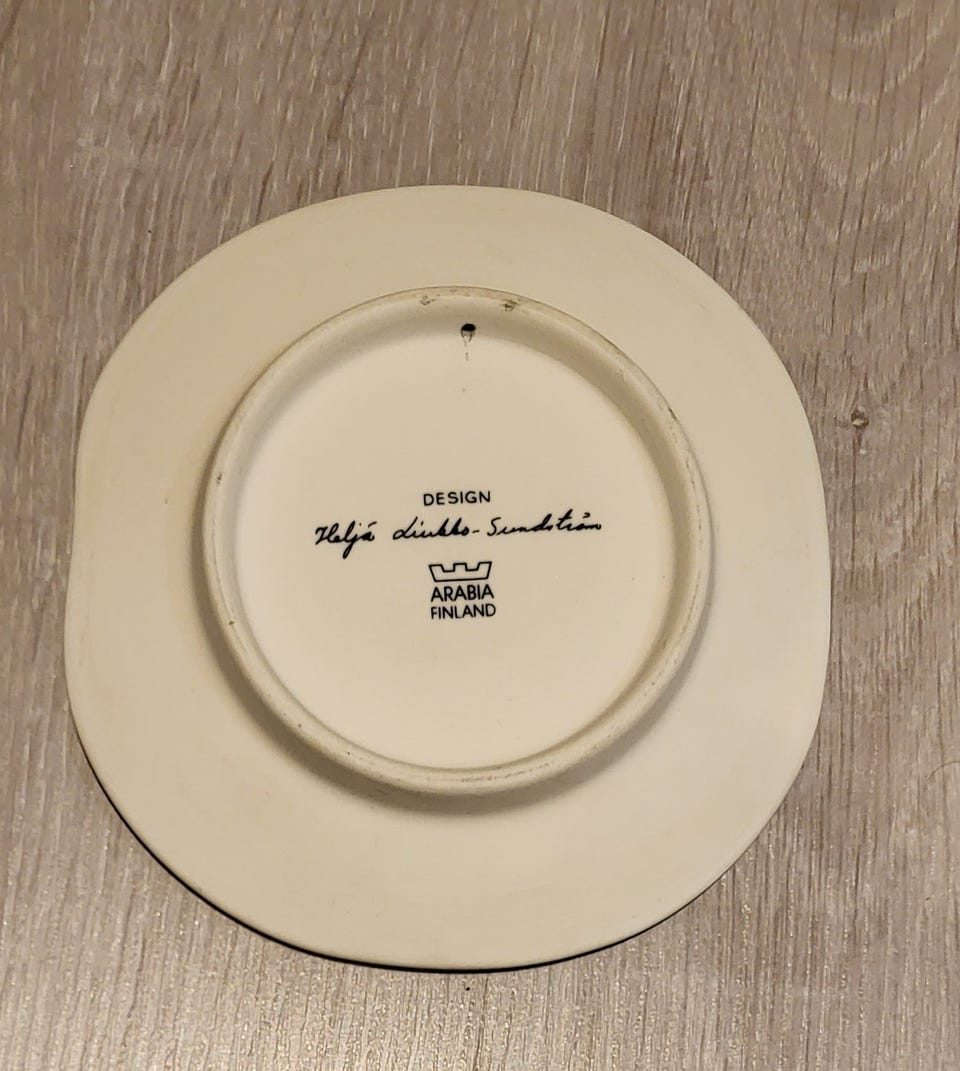 DESIGN
Heljä Liukko-Sundström
ARABIA
FINLAND